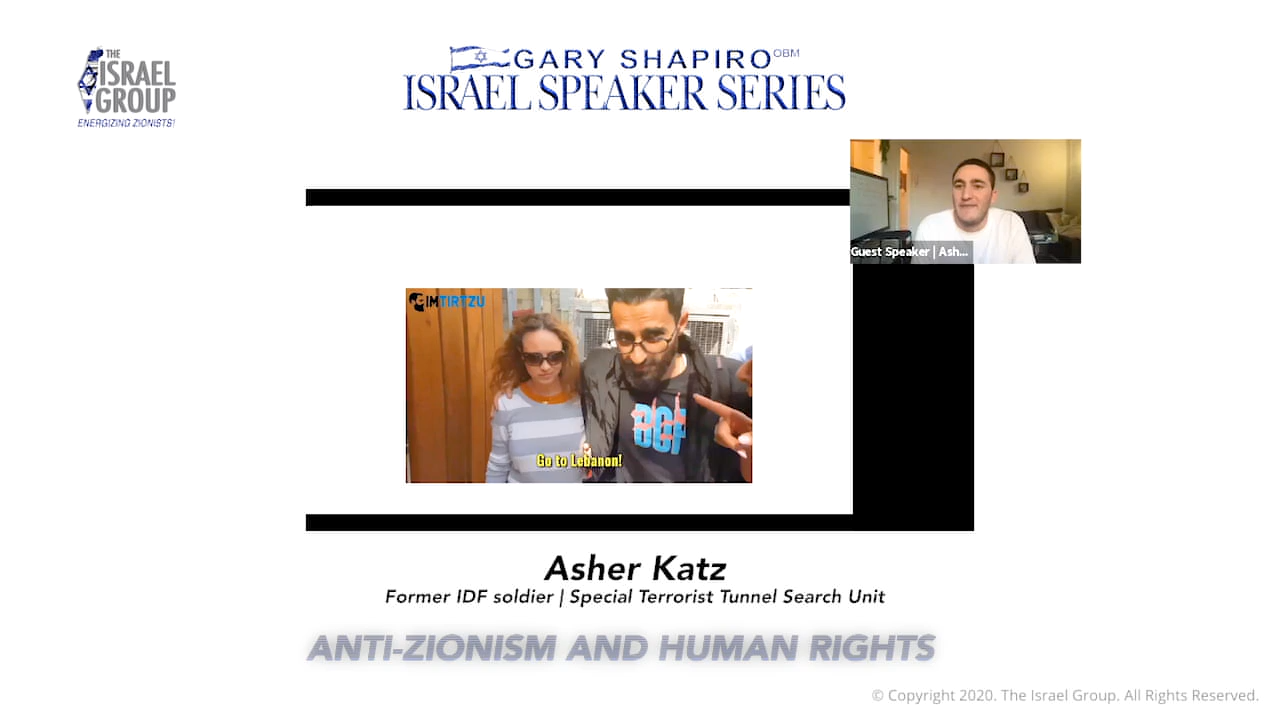 THE
ISRAEL
GROUP
ENERGIZING ZIONISTS!
GARY SHAPIRO OBM
ISRAEL SPEAKER SERIES
Guest Speaker | Ash...
IMTIRTZU
Go to Lebanon!
Asher Katz
Former IDF soldier | Special Terrorist Tunnel Search Unit
ANTI-ZIONISM AND HUMAN RIGHTS
© Copyright 2020. The Israel Group. All Rights Reserved.